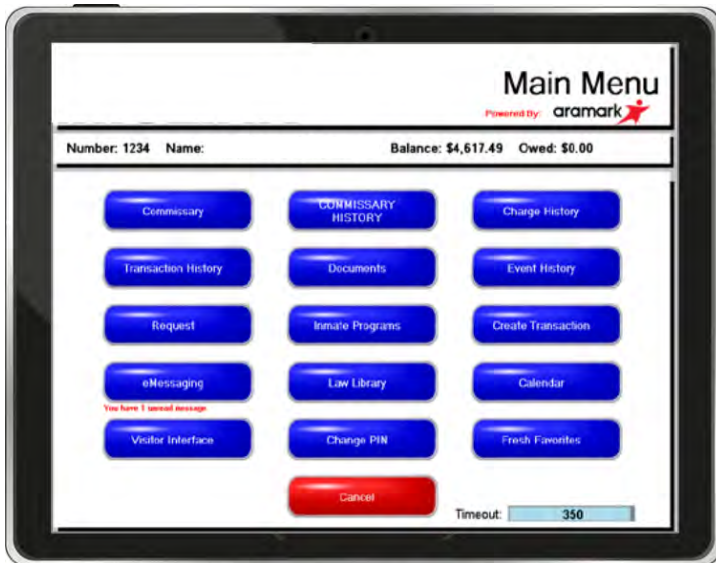 Main Menu
Powered By: aramark
Number: 1234 Name: Balance: $4,617.49 Owed: $0.00
Commissary COMMISSARY HISTORY Charge History
Transaction History Documents Event History
Request Inmate Programs Create Transaction
eMessaging Law Library Calendar
You have 1 unread message
Visitor Interface Change PIN Fresh Favorites
Cancel
Timeout: 350